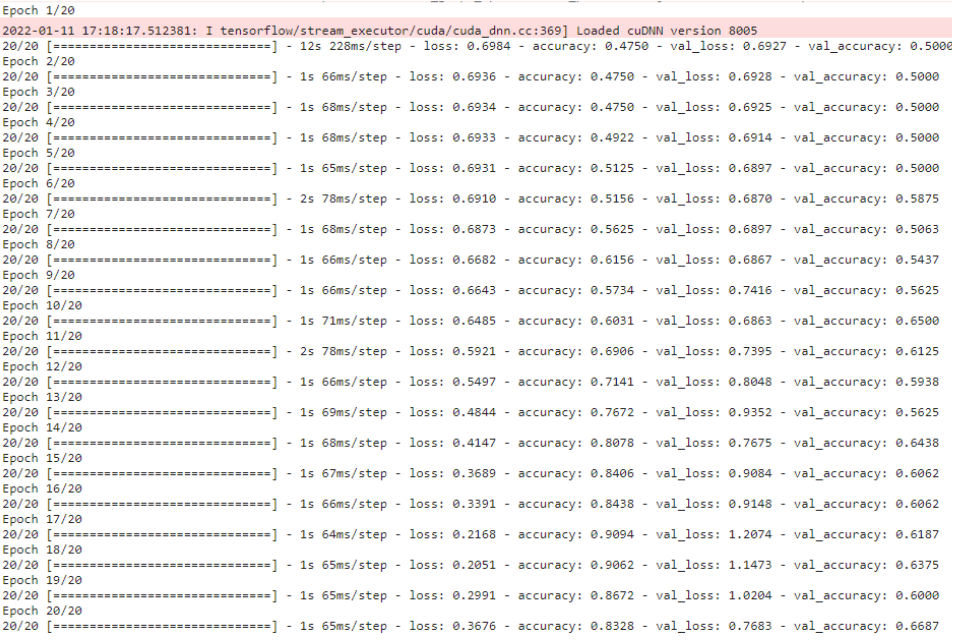 Epoch 1/20
2022-01-11 17:18:17.512381: I tensorflow/stream_executor/cuda/cuda_dnn.cc:369] Loaded cuDNN version 8005
20/20 [==============================] - 12s 228ms/step - loss: 0.6984 - accuracy: 0.4750 - val_loss: 0.6927 - val_accuracy: 0.5000
Epoch 2/20
20/20 [==============================] - 1s 66ms/step - loss: 0.6936 - accuracy: 0.4750 - val_loss: 0.6928 - val_accuracy: 0.5000
Epoch 3/20
20/20 [==============================] - 1s 68ms/step - loss: 0.6934 - accuracy: 0.4750 - val_loss: 0.6925 - val_accuracy: 0.5000
Epoch 4/20
20/20 [==============================] - 1s 68ms/step - loss: 0.6933 - accuracy: 0.4922 - val_loss: 0.6914 - val_accuracy: 0.5000
Epoch 5/20
20/20 [==============================] - 1s 65ms/step - loss: 0.6931 - accuracy: 0.5125 - val_loss: 0.6897 - val_accuracy: 0.5000
Epoch 6/20
20/20 [==============================] - 2s 78ms/step - loss: 0.6910 - accuracy: 0.5156 - val_loss: 0.6870 - val_accuracy: 0.5875
Epoch 7/20
20/20 [==============================] - 1s 68ms/step - loss: 0.6873 - accuracy: 0.5625 - val_loss: 0.6897 - val_accuracy: 0.5063
Epoch 8/20
20/20 [==============================] - 1s 66ms/step - loss: 0.6682 - accuracy: 0.6156 - val_loss: 0.6867 - val_accuracy: 0.5437
Epoch 9/20
20/20 [==============================] - 1s 66ms/step - loss: 0.6643 - accuracy: 0.5734 - val_loss: 0.7416 - val_accuracy: 0.5625
Epoch 10/20
20/20 [==============================] - 1s 71ms/step - loss: 0.6485 - accuracy: 0.6031 - val_loss: 0.6863 - val_accuracy: 0.6500
Epoch 11/20
20/20 [==============================] - 2s 78ms/step - loss: 0.5921 - accuracy: 0.6906 - val_loss: 0.7395 - val_accuracy: 0.6125
Epoch 12/20
20/20 [==============================] - 1s 66ms/step - loss: 0.5497 - accuracy: 0.7141 - val_loss: 0.8048 - val_accuracy: 0.5938
Epoch 13/20
20/20 [==============================] - 1s 69ms/step - loss: 0.4844 - accuracy: 0.7672 - val_loss: 0.9352 - val_accuracy: 0.5625
Epoch 14/20
20/20 [==============================] - 1s 68ms/step - loss: 0.4147 - accuracy: 0.8078 - val_loss: 0.7675 - val_accuracy: 0.6438
Epoch 15/20
20/20 [==============================] - 1s 67ms/step - loss: 0.3689 - accuracy: 0.8406 - val_loss: 0.9084 - val_accuracy: 0.6062
Epoch 16/20
20/20 [==============================] - 1s 66ms/step - loss: 0.3391 - accuracy: 0.8438 - val_loss: 0.9148 - val_accuracy: 0.6062
Epoch 17/20
20/20 [==============================] - 1s 64ms/step - loss: 0.2168 - accuracy: 0.9094 - val_loss: 1.2074 - val_accuracy: 0.6187
Epoch 18/20
20/20 [==============================] - 1s 65ms/step - loss: 0.2051 - accuracy: 0.9062 - val_loss: 1.1473 - val_accuracy: 0.6375
Epoch 19/20
20/20 [==============================] - 1s 65ms/step - loss: 0.2991 - accuracy: 0.8672 - val_loss: 1.0204 - val_accuracy: 0.6000
Epoch 20/20
20/20 [==============================] - 1s 65ms/step - loss: 0.3676 - accuracy: 0.8328 - val_loss: 0.7683 - val_accuracy: 0.6687